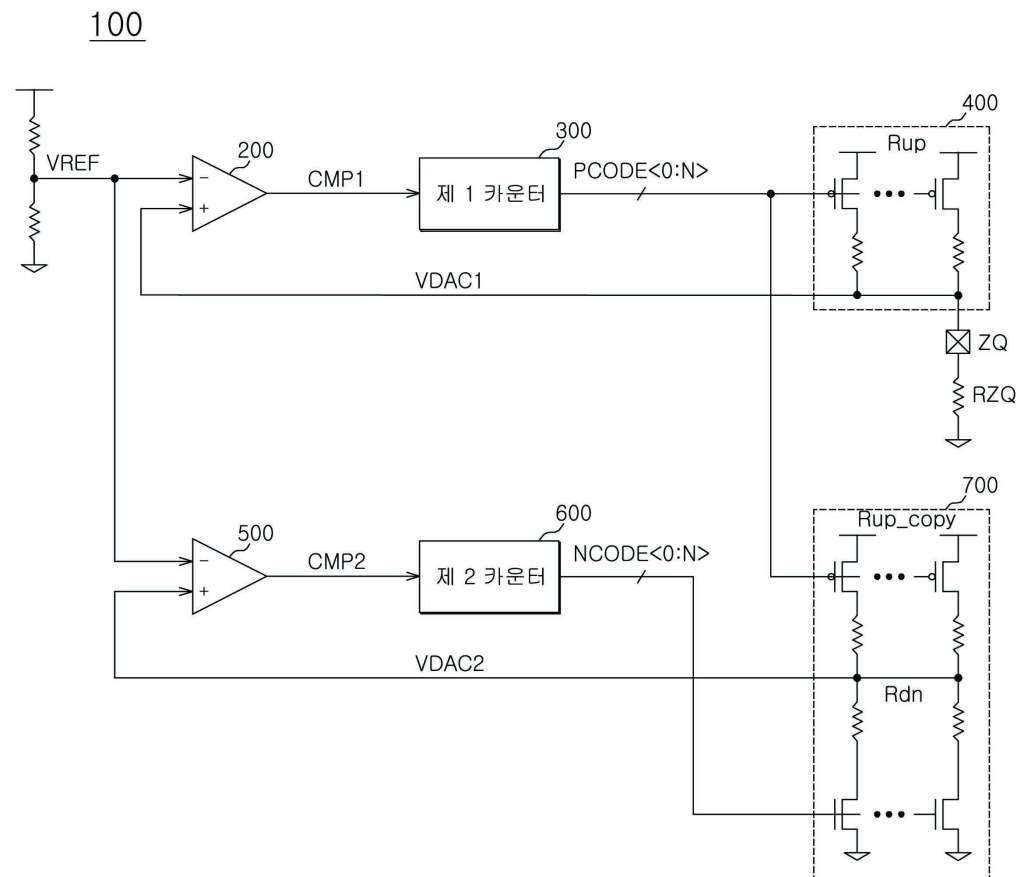 100
400
Rup
200
300
VREF
CMP1
제 1 카운터
PCODE<0:N>
−
+
VDAC1
ZQ
RZQ
700
Rup_copy
500
600
CMP2
제 2 카운터
NCODE<0:N>
−
+
VDAC2
Rdn